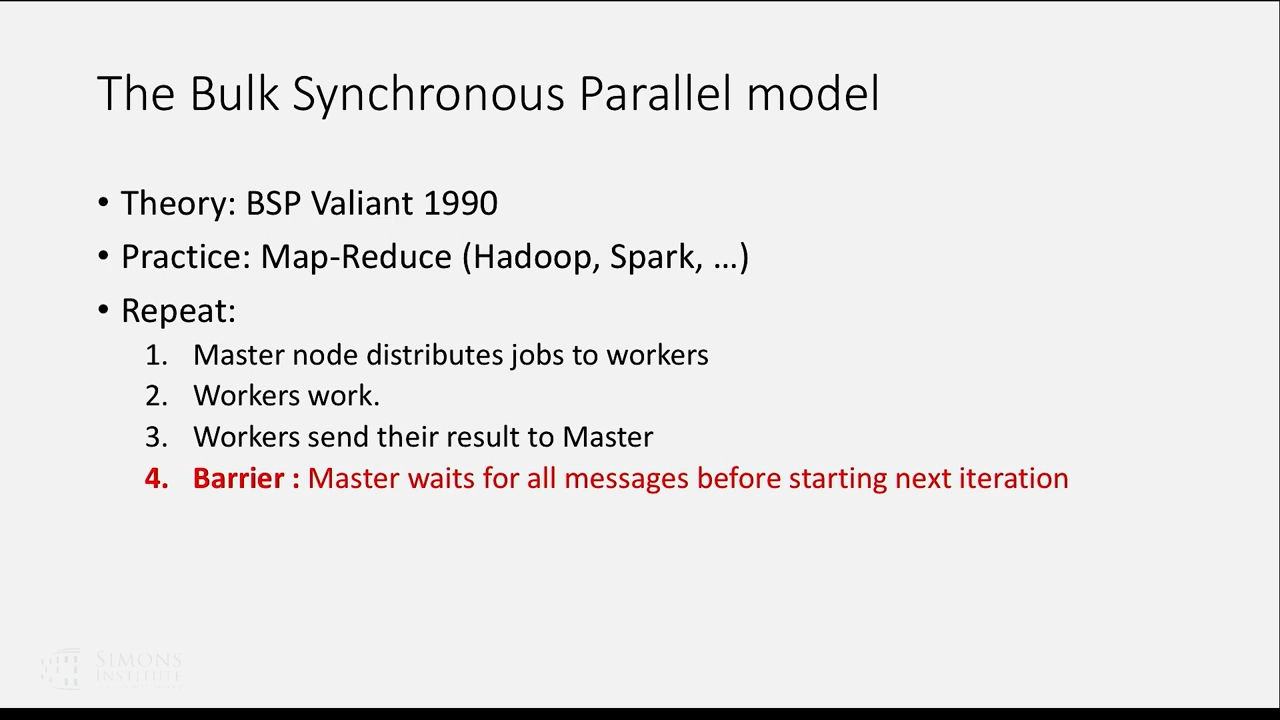 The Bulk Synchronous Parallel model
• Theory: BSP Valiant 1990
• Practice: Map-Reduce (Hadoop, Spark, …)
• Repeat:
1. Master node distributes jobs to workers
2. Workers work.
3. Workers send their result to Master
4. Barrier : Master waits for all messages before starting next iteration
SIMONS
INSTITUTE